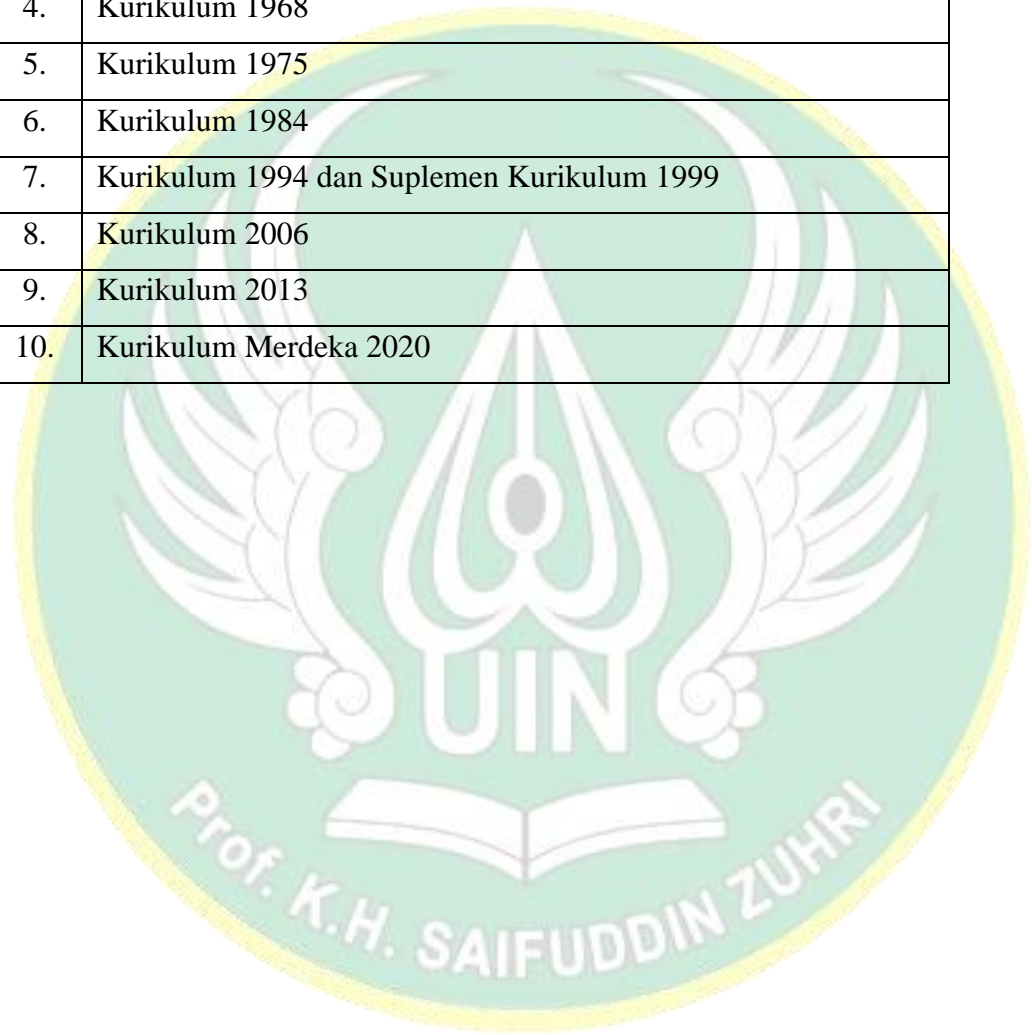 4. Kurikulum 1968
5. Kurikulum 1975
6. Kurikulum 1984
7. Kurikulum 1994 dan Suplemen Kurikulum 1999
8. Kurikulum 2006
9. Kurikulum 2013
10. Kurikulum Merdeka 2020
UIN
Prof. K.H. SAIFUDDIN ZUHRI